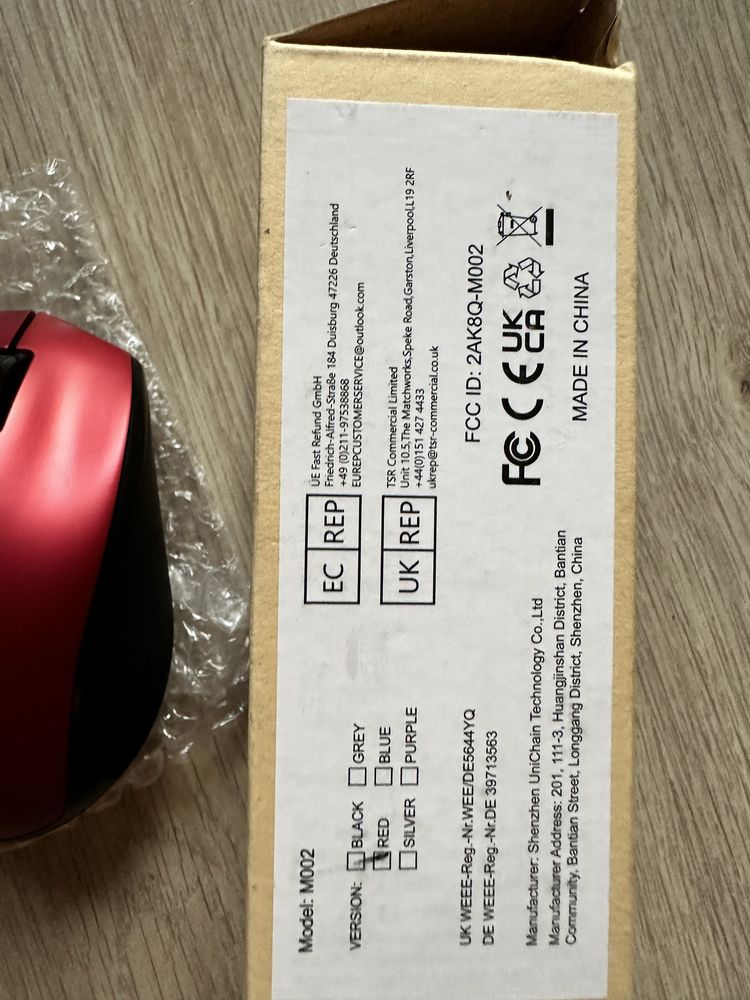 Model: M002
VERSION: BLACK GREY
RED BLUE
SILVER PURPLE
EC REP
UE Fast Refund GmbH
Friedrich-Alfred-Straße 184 Duisburg 47226 Deutschland
+49 (0)211-97538868
EUREPCUSTOMERSERVICE@outlook.com
UK REP
TSR Commercial Limited
Unit 10.5,The Matchworks,Speke Road,Garston,Liverpool,L19 2RF
+44(0)151 427 4433
ukrep@tsr-commercial.co.uk
UK WEEE-Reg.-Nr.WEE/DE5644YQ
DE WEEE-Reg.-Nr.DE 39713563
FCC ID: 2AK8Q-M002
FC CE UK CA
Manufacturer: Shenzhen UniChain Technology Co.,Ltd
Manufacturer Address: 201, 111-3, Huangjinshan District, Bantian
Community, Bantian Street, Longgang District, Shenzhen, China
MADE IN CHINA